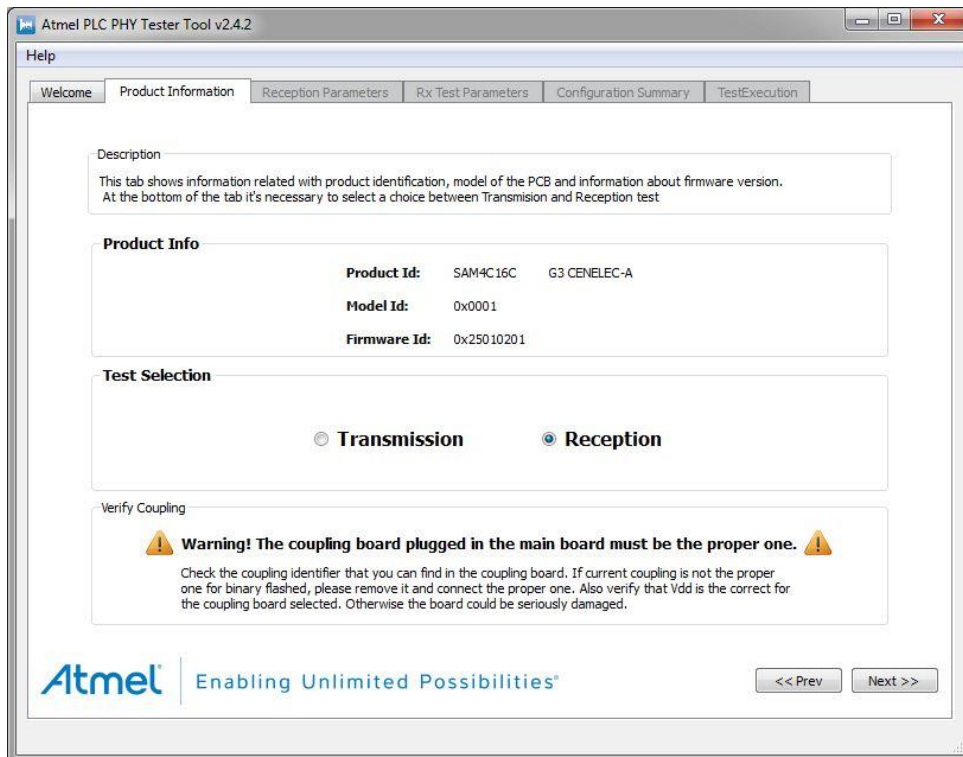 Atmel PLC PHY Tester Tool v2.4.2
Help
Welcome
Product Information
Reception Parameters
Rx Test Parameters
Configuration Summary
TestExecution
Description
This tab shows information related with product identification, model of the PCB and information about firmware version.
At the bottom of the tab it's necessary to select a choice between Transmision and Reception test
Product Info
Product Id: SAM4C16C G3 CENELEC-A
Model Id: 0x0001
Firmware Id: 0x25010201
Test Selection
Transmission
Reception
Verify Coupling
Warning! The coupling board plugged in the main board must be the proper one.
Check the coupling identifier that you can find in the coupling board. If current coupling is not the proper
one for binary flashed, please remove it and connect the proper one. Also verify that Vdd is the correct for
the coupling board selected. Otherwise the board could be seriously damaged.
Atmel® Enabling Unlimited Possibilities®
<< Prev
Next >>